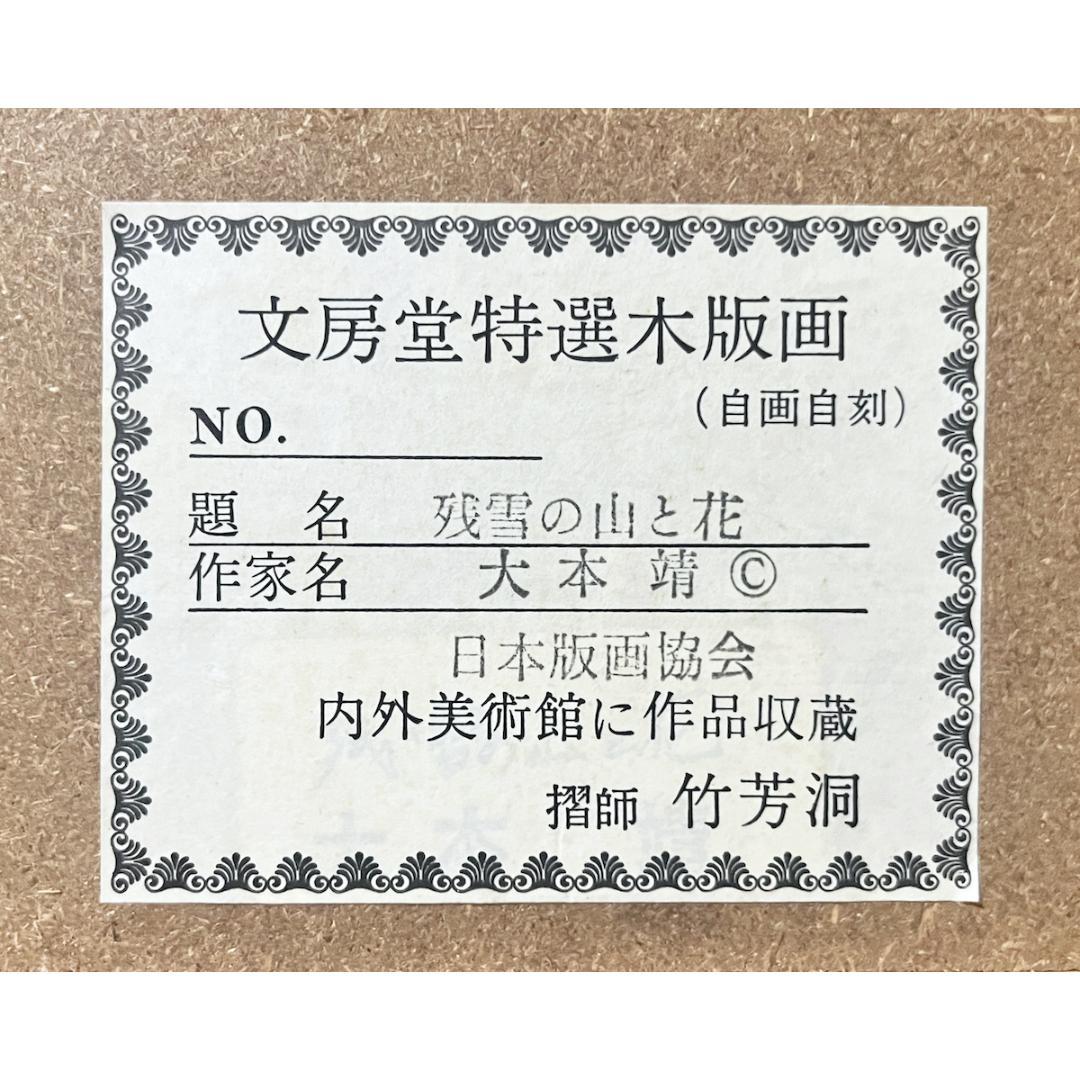 文房堂特選木版画
（自画自刻）
NO.
題　名　残雪の山と花
作家名　大本　靖 ©
日本版画協会
内外美術館に作品収蔵
摺師　竹芳洞